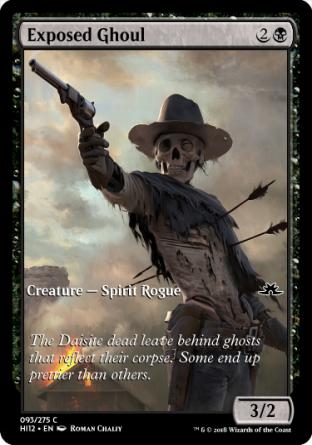 Exposed Ghoul 2
Creature — Spirit Rogue
The Daisite dead leave behind ghosts
that reflect their corpse. Some end up
prettier than others.
3/2
093/275 C
HI12 • EN ROMAN CHALIY
™ & © 2018 Wizards of the Coast